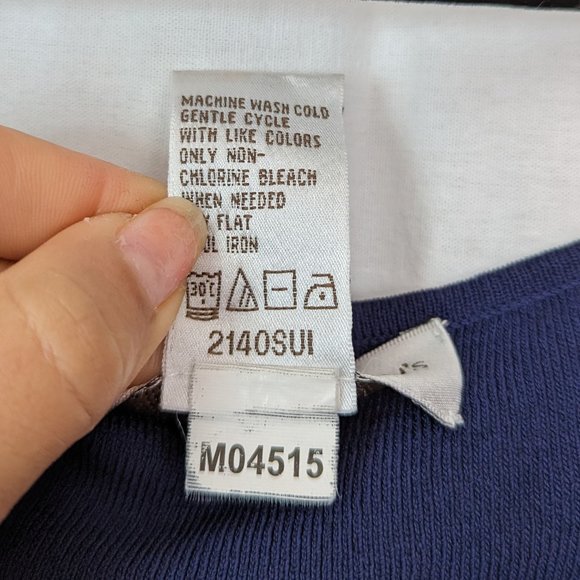 MACHINE WASH COLD
GENTLE CYCLE
WITH LIKE COLORS
ONLY NON-
CHLORINE BLEACH
WHEN NEEDED
FLAT
IRON
30°C
2140SUI
M04515